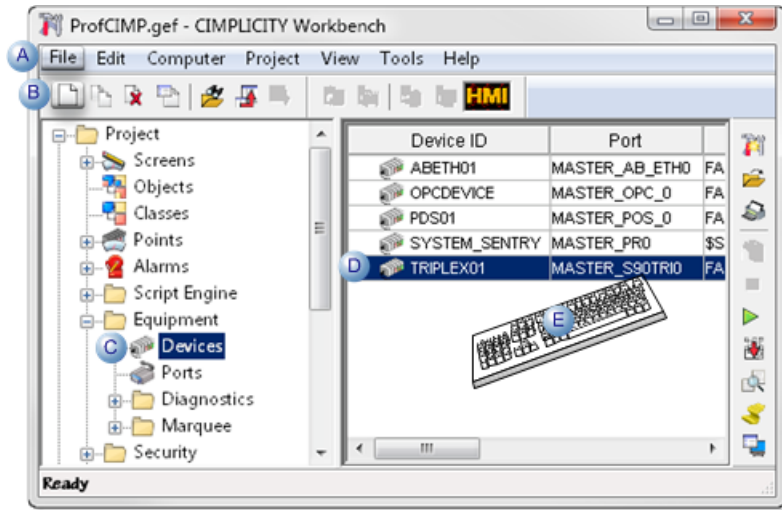 ProfCIMP.gef - CIMPLICITY Workbench
A File Edit Computer Project View Tools Help
B HMI
Project
Screens
Objects
Classes
Points
Alarms
Script Engine
Equipment
C Devices
Ports
Diagnostics
Marquee
Security
Device ID Port
ABETH01 MASTER_AB_ETH0 FA
OPCDEVICE MASTER_OPC_0 FA
PDS01 MASTER_POS_0 FA
SYSTEM_SENTRY MASTER_PR0 $S
D TRIPLEX01 MASTER_S90TRI0 FA
E
Ready